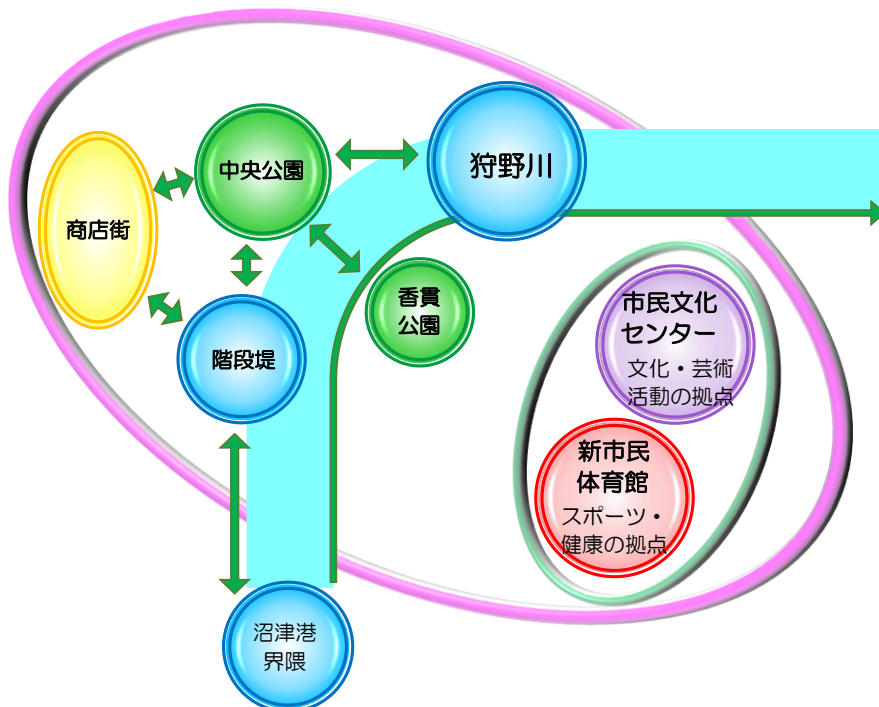 狩野川
中央公園
商店街
香貫
公園
階段堤
市民文化
センター
文化・芸術
活動の拠点
新市民
体育館
スポーツ・
健康の拠点
沼津港
界隈